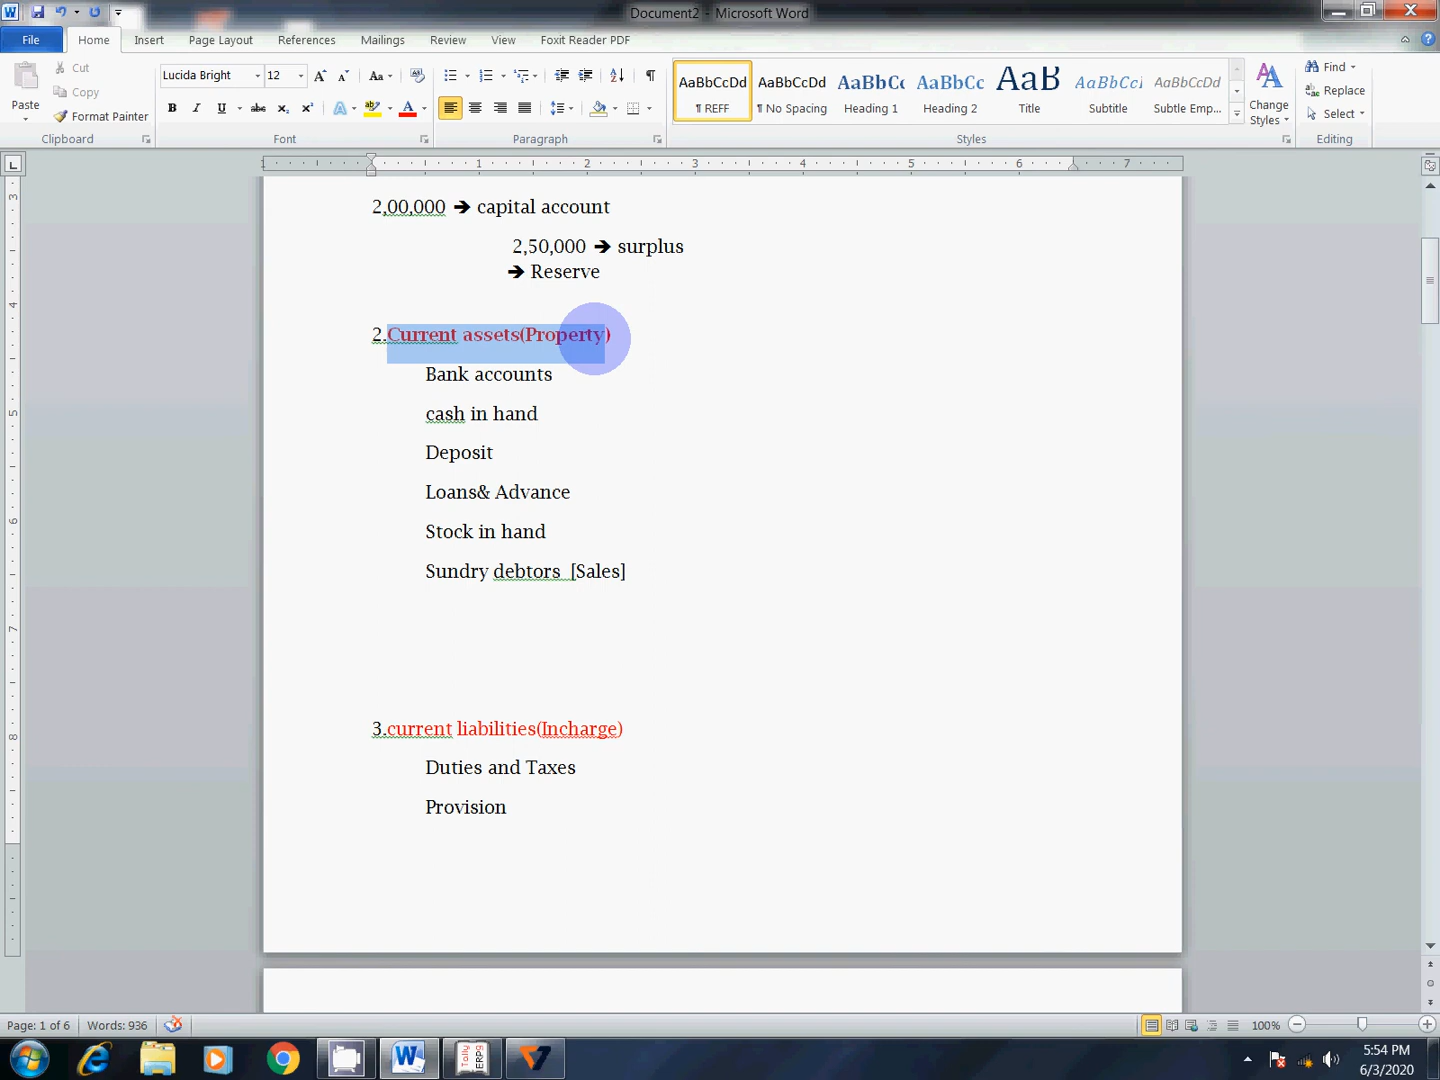 Document2 - Microsoft Word
File Home Insert Page Layout References Mailings Review View Foxit Reader PDF
Paste
Cut
Copy
Format Painter
Clipboard
Lucida Bright 12
Font
Paragraph
AaBbCcDd AaBbCcDd AaBbCc AaBbCc AaB AaBbCcI AaBbCcDd
¶ REFF ¶ No Spacing Heading 1 Heading 2 Title Subtitle Subtle Emp...
Change Styles
Styles
Find
Replace
Select
Editing
2,00,000 ➔ capital account
2,50,000 ➔ surplus
➔ Reserve
2.Current assets(Property)
Bank accounts
cash in hand
Deposit
Loans& Advance
Stock in hand
Sundry debtors [Sales]
3.current liabilities(Incharge)
Duties and Taxes
Provision
Page: 1 of 6 Words: 936 100%
Tally ERP9
5:54 PM
6/3/2020